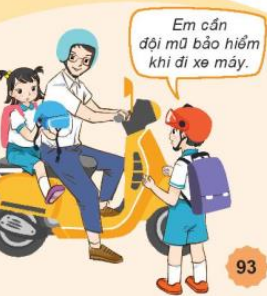 Em cần
đội mũ bảo hiểm
khi đi xe máy.
93